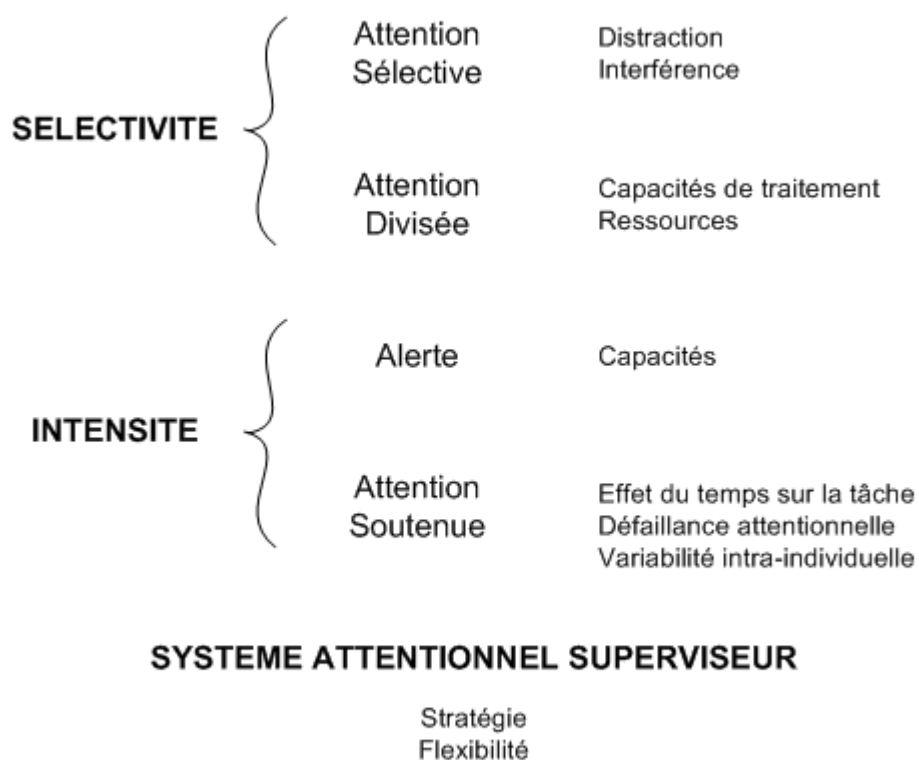 Attention
Sélective
Distraction
Interférence
SELECTIVITE
Attention
Divisée
Capacités de traitement
Ressources
Alerte
Capacités
INTENSITE
Attention
Soutenue
Effet du temps sur la tâche
Défaillance attentionnelle
Variabilité intra-individuelle
SYSTEME ATTENTIONNEL SUPERVISEUR
Stratégie
Flexibilité